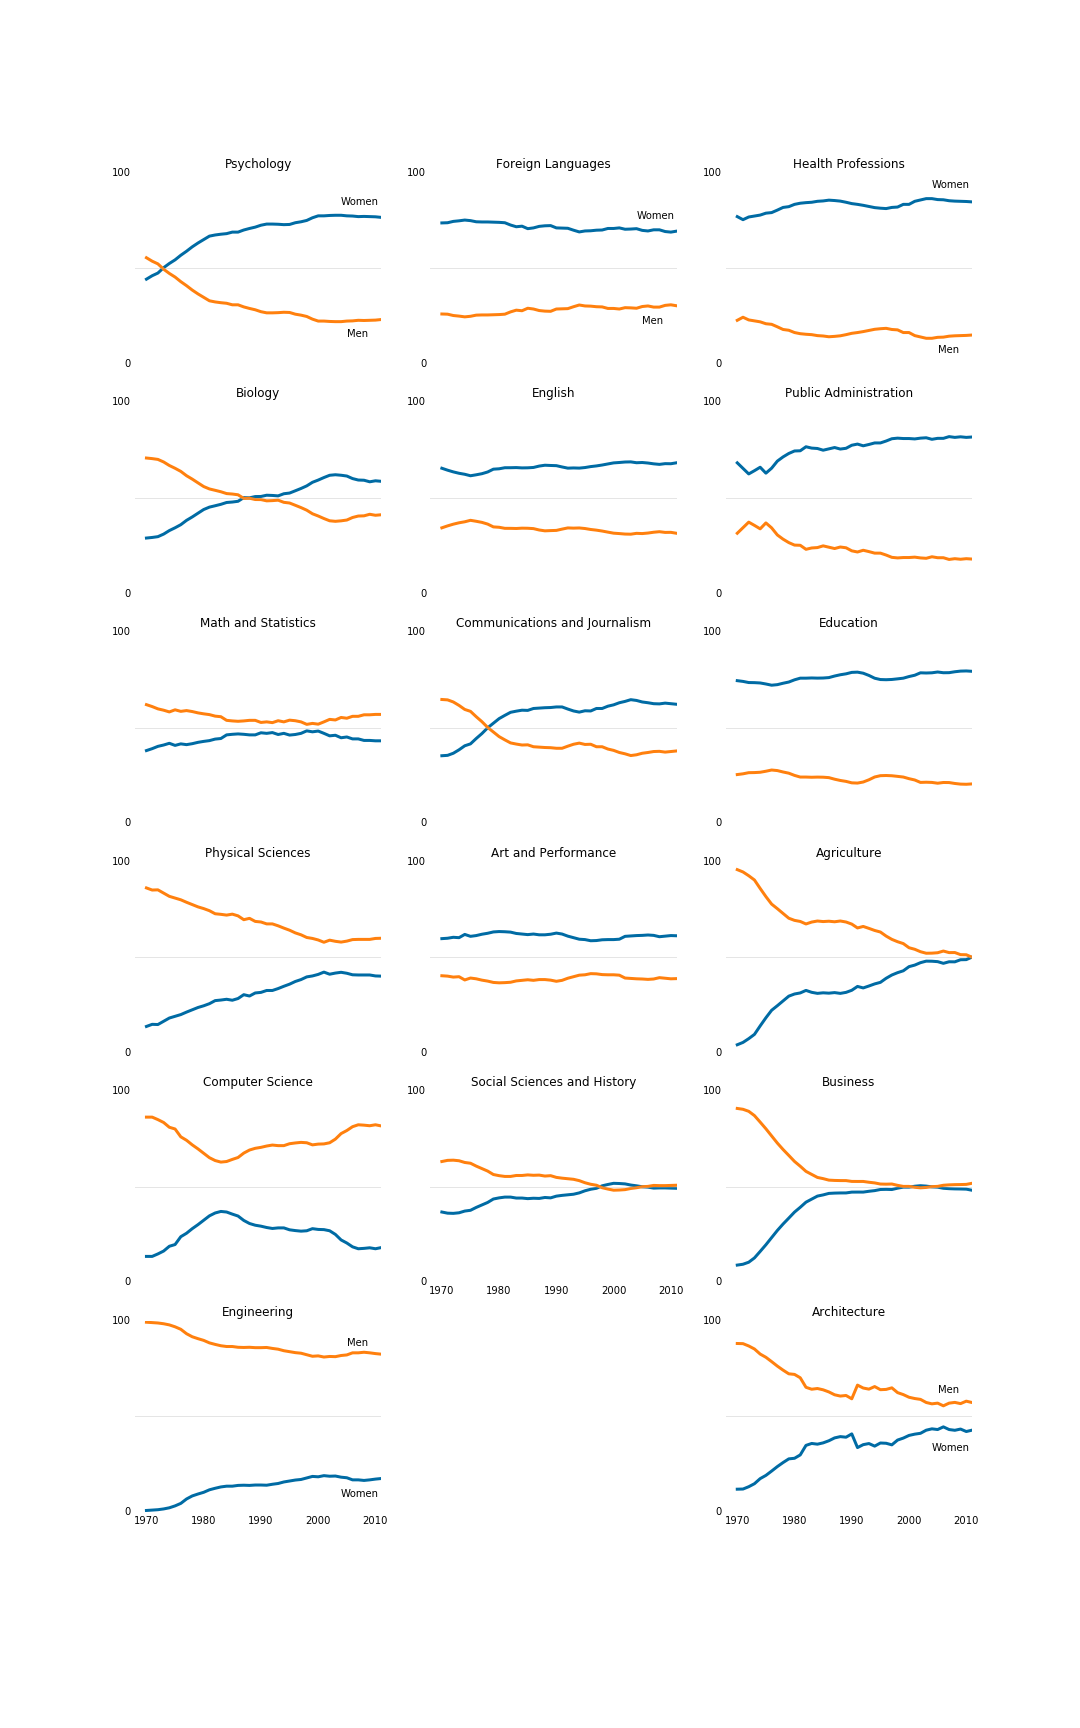 Psychology
100
Women
Men
0
Foreign Languages
100
Women
Men
0
Health Professions
100
Women
Men
0
Biology
100
0
English
100
0
Public Administration
100
0
Math and Statistics
100
0
Communications and Journalism
100
0
Education
100
0
Physical Sciences
100
0
Art and Performance
100
0
Agriculture
100
0
Computer Science
100
0
Social Sciences and History
100
0
1970 1980 1990 2000 2010
Business
100
0
Engineering
100
Men
Women
0
1970 1980 1990 2000 2010
Architecture
100
Men
Women
0
1970 1980 1990 2000 2010